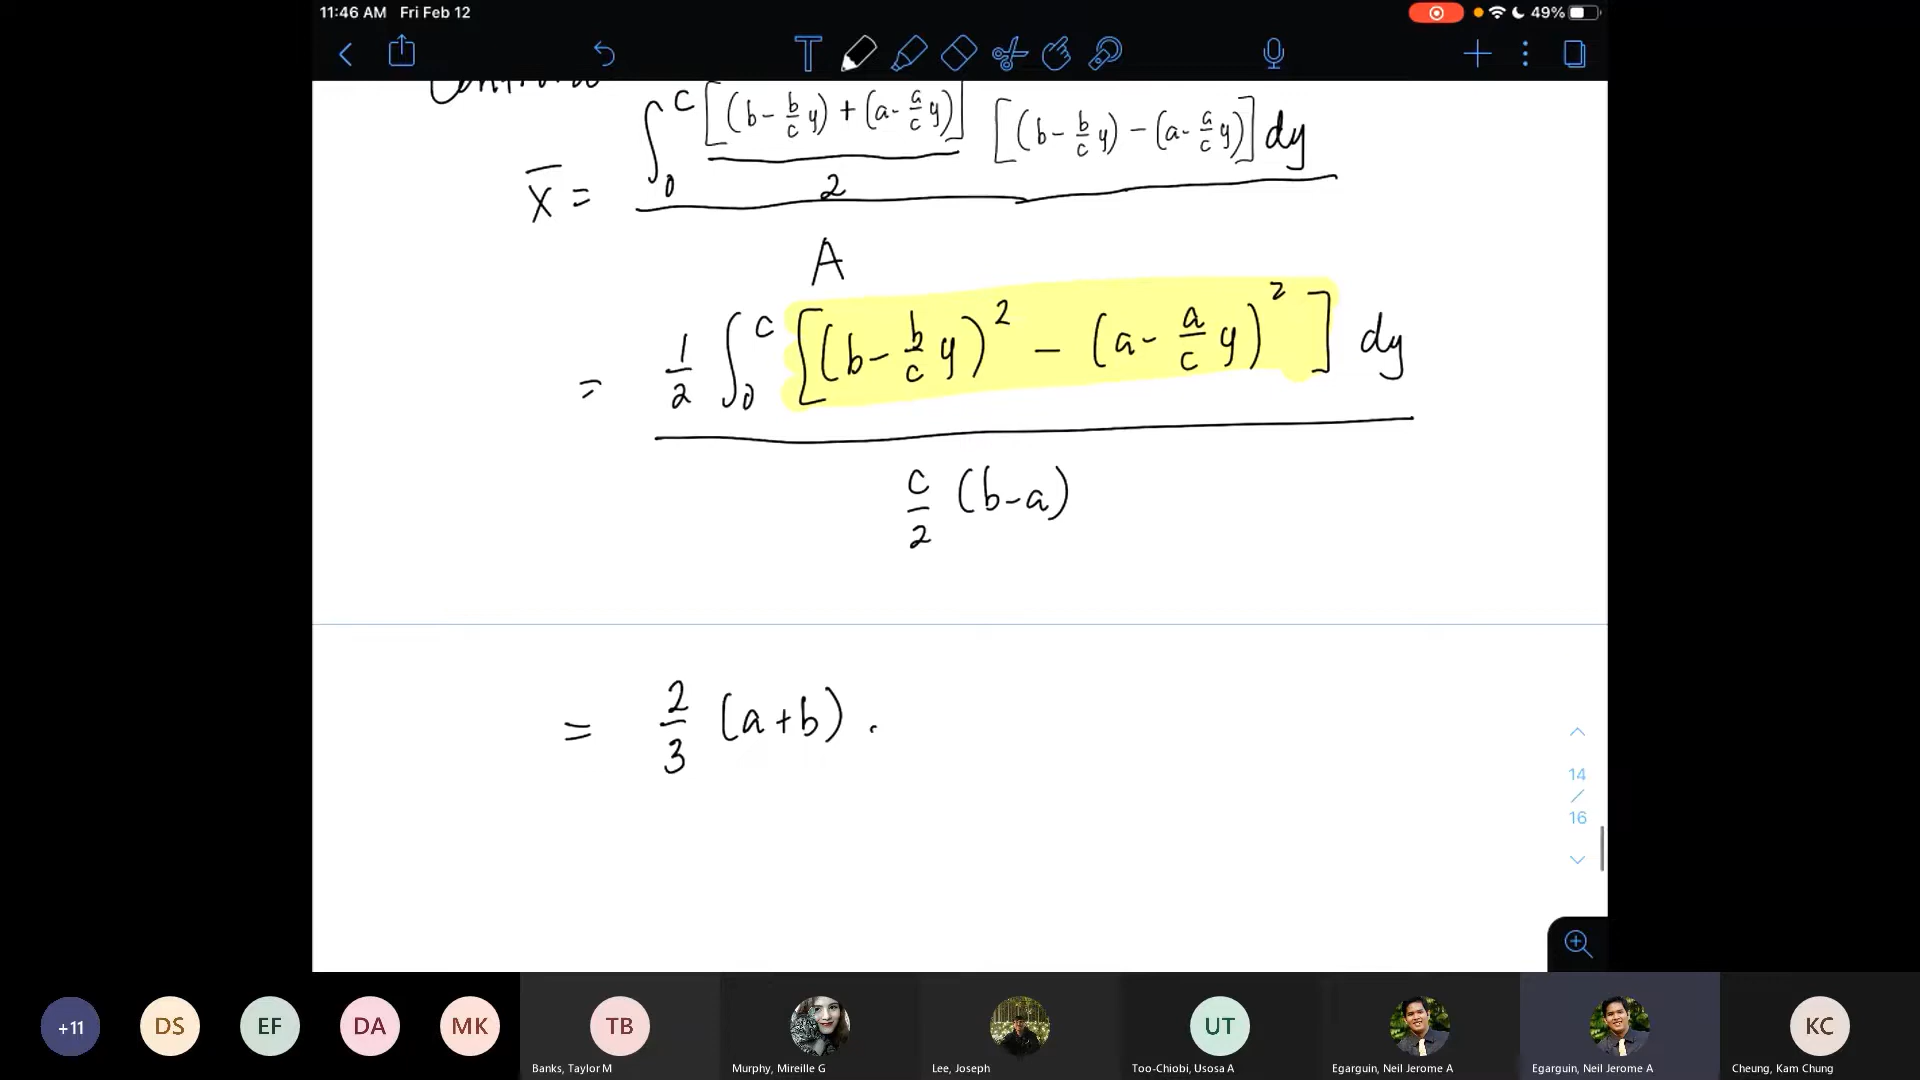 11:46 AM Fri Feb 12
49%
Centroid
x̄ = ∫₀ᶜ [(b - b/c y) + (a - a/c y)]/2 [(b - b/c y) - (a - a/c y)] dy
A
= 1/2 ∫₀ᶜ [(b - b/c y)² - (a - a/c y)²] dy
c/2 (b-a)
= 2/3 (a+b).
14
/
16
+11
DS
EF
DA
MK
TB
UT
KC
Banks, Taylor M
Murphy, Mireille G
Lee, Joseph
Too-Chiobi, Usosa A
Egarguin, Neil Jerome A
Egarguin, Neil Jerome A
Cheung, Kam Chung